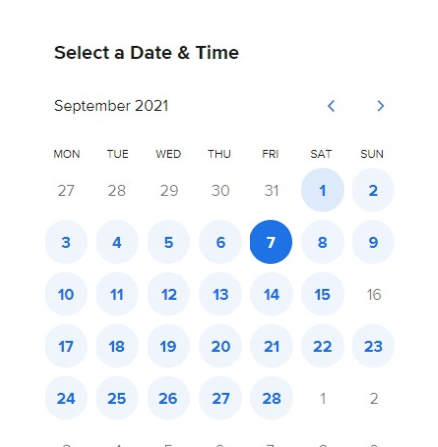 Select a Date & Time
September 2021
MON TUE WED THU FRI SAT SUN
27 28 29 30 31 1 2
3 4 5 6 7 8 9
10 11 12 13 14 15 16
17 18 19 20 21 22 23
24 25 26 27 28 1 2